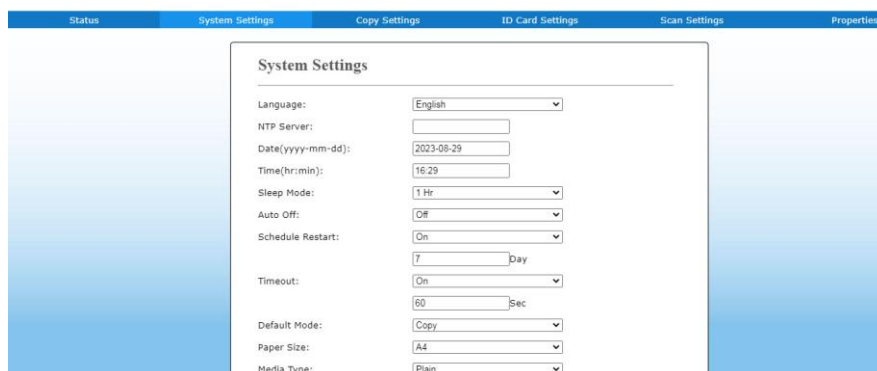 Status System Settings Copy Settings ID Card Settings Scan Settings Properties
System Settings
Language: English
NTP Server:
Date(yyyy-mm-dd): 2023-08-29
Time(hr:min): 16:29
Sleep Mode: 1 Hr
Auto Off: Off
Schedule Restart: On
7 Day
Timeout: On
60 Sec
Default Mode: Copy
Paper Size: A4
Media Type: Plain